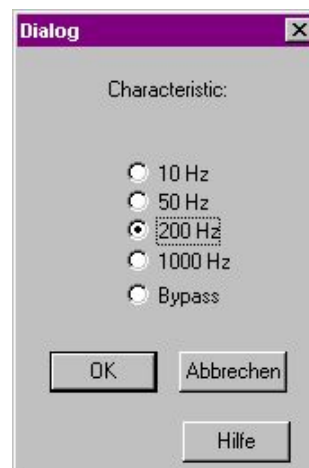 Dialog
Characteristic:
10 Hz
50 Hz
200 Hz
1000 Hz
Bypass
OK Abbrechen
Hilfe